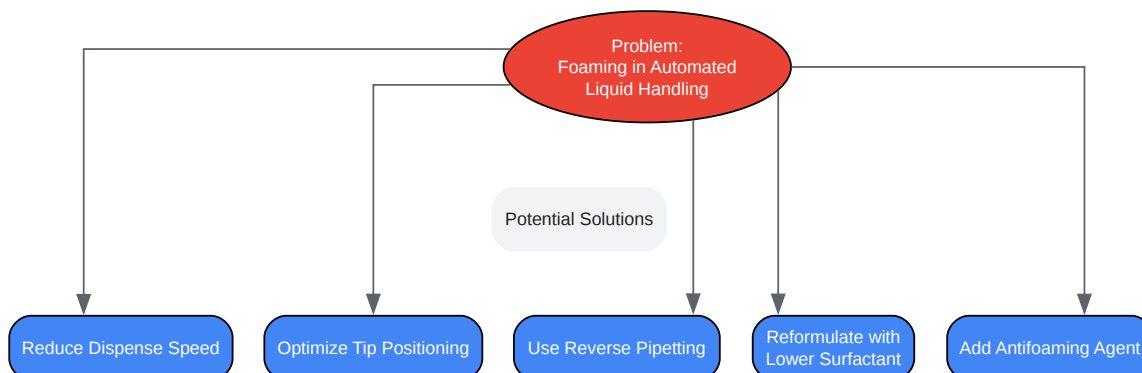 Problem:
Foaming in Automated
Liquid Handling
Potential Solutions
Reduce Dispense Speed
Optimize Tip Positioning
Use Reverse Pipetting
Reformulate with
Lower Surfactant
Add Antifoaming Agent